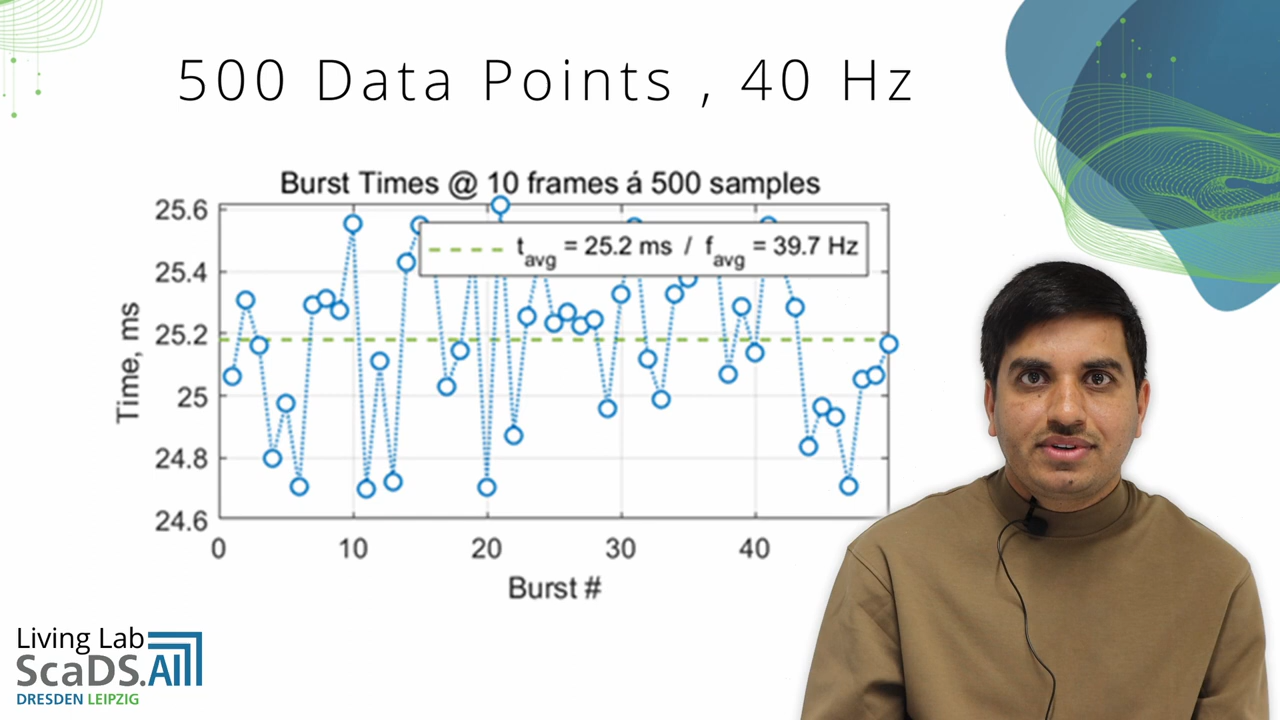 500 Data Points , 40 Hz
Burst Times @ 10 frames á 500 samples
25.6
25.4
25.2
25
24.8
24.6
Time, ms
tavg = 25.2 ms / favg = 39.7 Hz
0 10 20 30 40
Burst #
Living Lab
ScaDS.AI
DRESDEN LEIPZIG